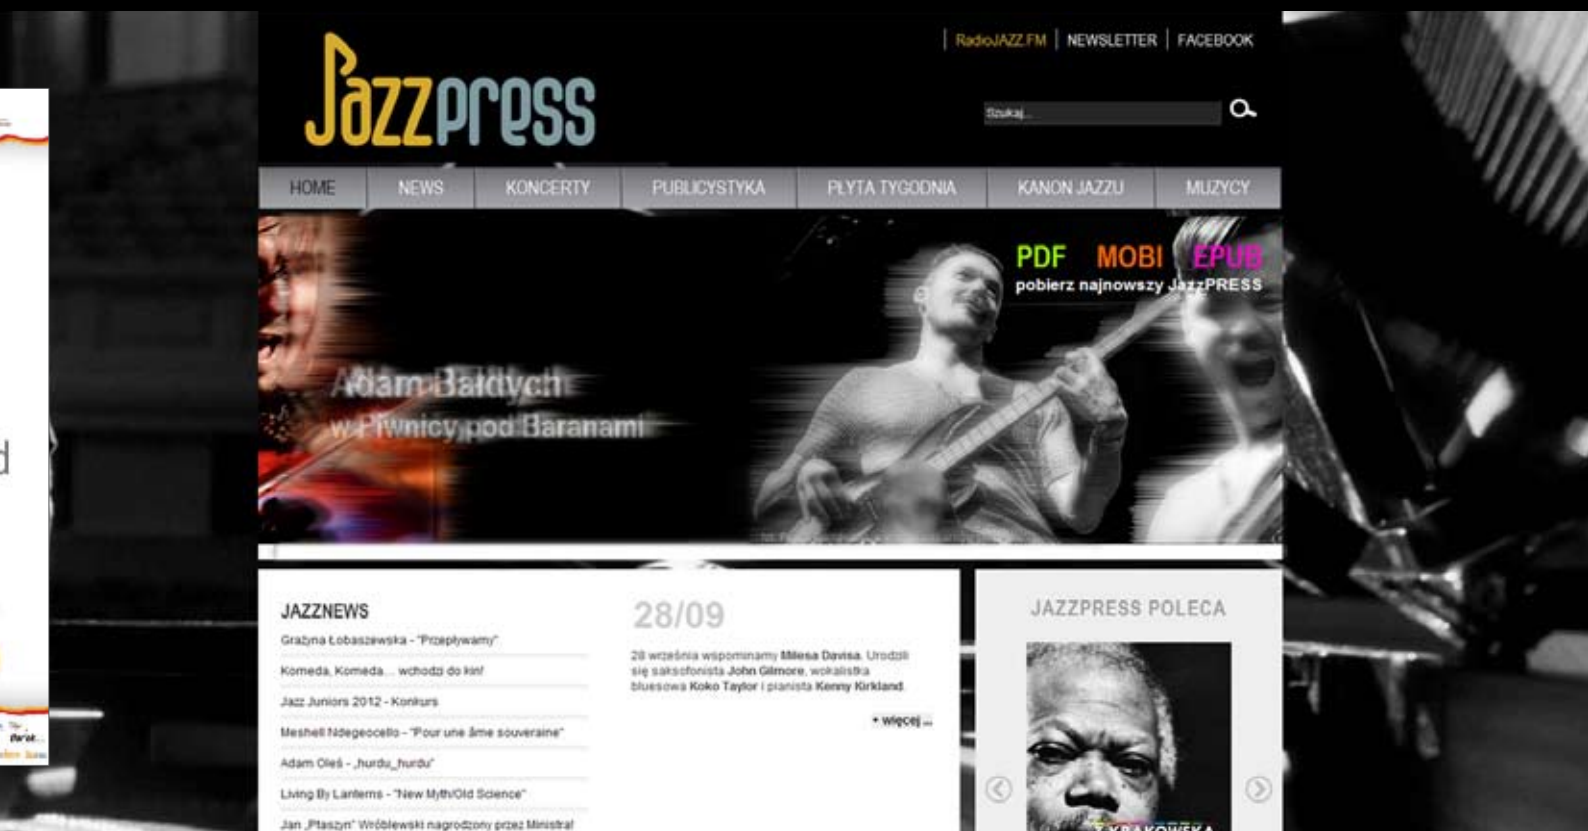 Jazzpress
RadioJAZZ.FM
NEWSLETTER
FACEBOOK
Szukaj...
HOME
NEWS
KONCERTY
PUBLICYSTYKA
PŁYTA TYGODNIA
KANON JAZZU
MUZYCY
PDF MOBI EPUB
pobierz najnowszy JazzPRESS
Adam Bałdych
w Piwnicy pod Baranami
d
JAZZNEWS
Grażyna Łobaszewska - "Przepływamy"
Komeda, Komeda... wchodzi do kin!
Jazz Juniors 2012 - Konkurs
Meshell Ndegeocello - "Pour une âme souveraine"
Adam Oleś - „hurdu_hurdu"
Living By Lanterns - "New Myth/Old Science"
Jan „Ptaszyn" Wróblewski nagrodzony przez Ministra!
28/09
28 września wspominamy Milesa Davisa. Urodzili
się saksofonista John Gilmore, wokalistka
bluesowa Koko Taylor i pianista Kenny Kirkland.
+ więcej ...
JAZZPRESS POLECA
Z KRAKOWSKA